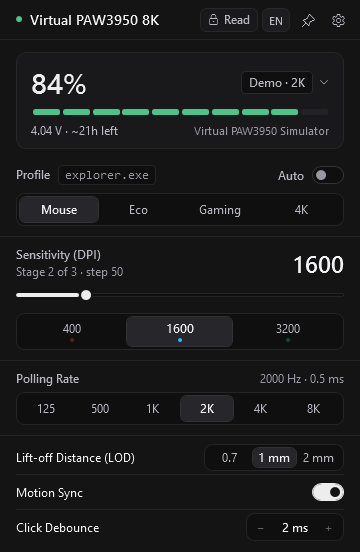 Virtual PAW3950 8K
Read
EN
84%
Demo · 2K
4.04 V · ~21h left
Virtual PAW3950 Simulator
Profile
explorer.exe
Auto
Mouse
Eco
Gaming
4K
Sensitivity (DPI)
Stage 2 of 3 · step 50
1600
400
1600
3200
Polling Rate
2000 Hz · 0.5 ms
125
500
1K
2K
4K
8K
Lift-off Distance (LOD)
0.7
1 mm
2 mm
Motion Sync
Click Debounce
− 2 ms +